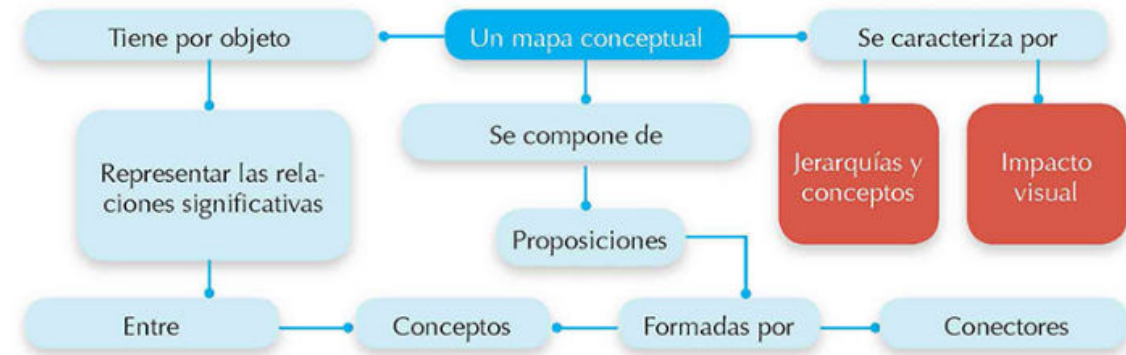 Tiene por objeto
Un mapa conceptual
Se caracteriza por
Representar las rela-
ciones significativas
Se compone de
Jerarquías y
conceptos
Impacto
visual
Proposiciones
Entre
Conceptos
Formadas por
Conectores